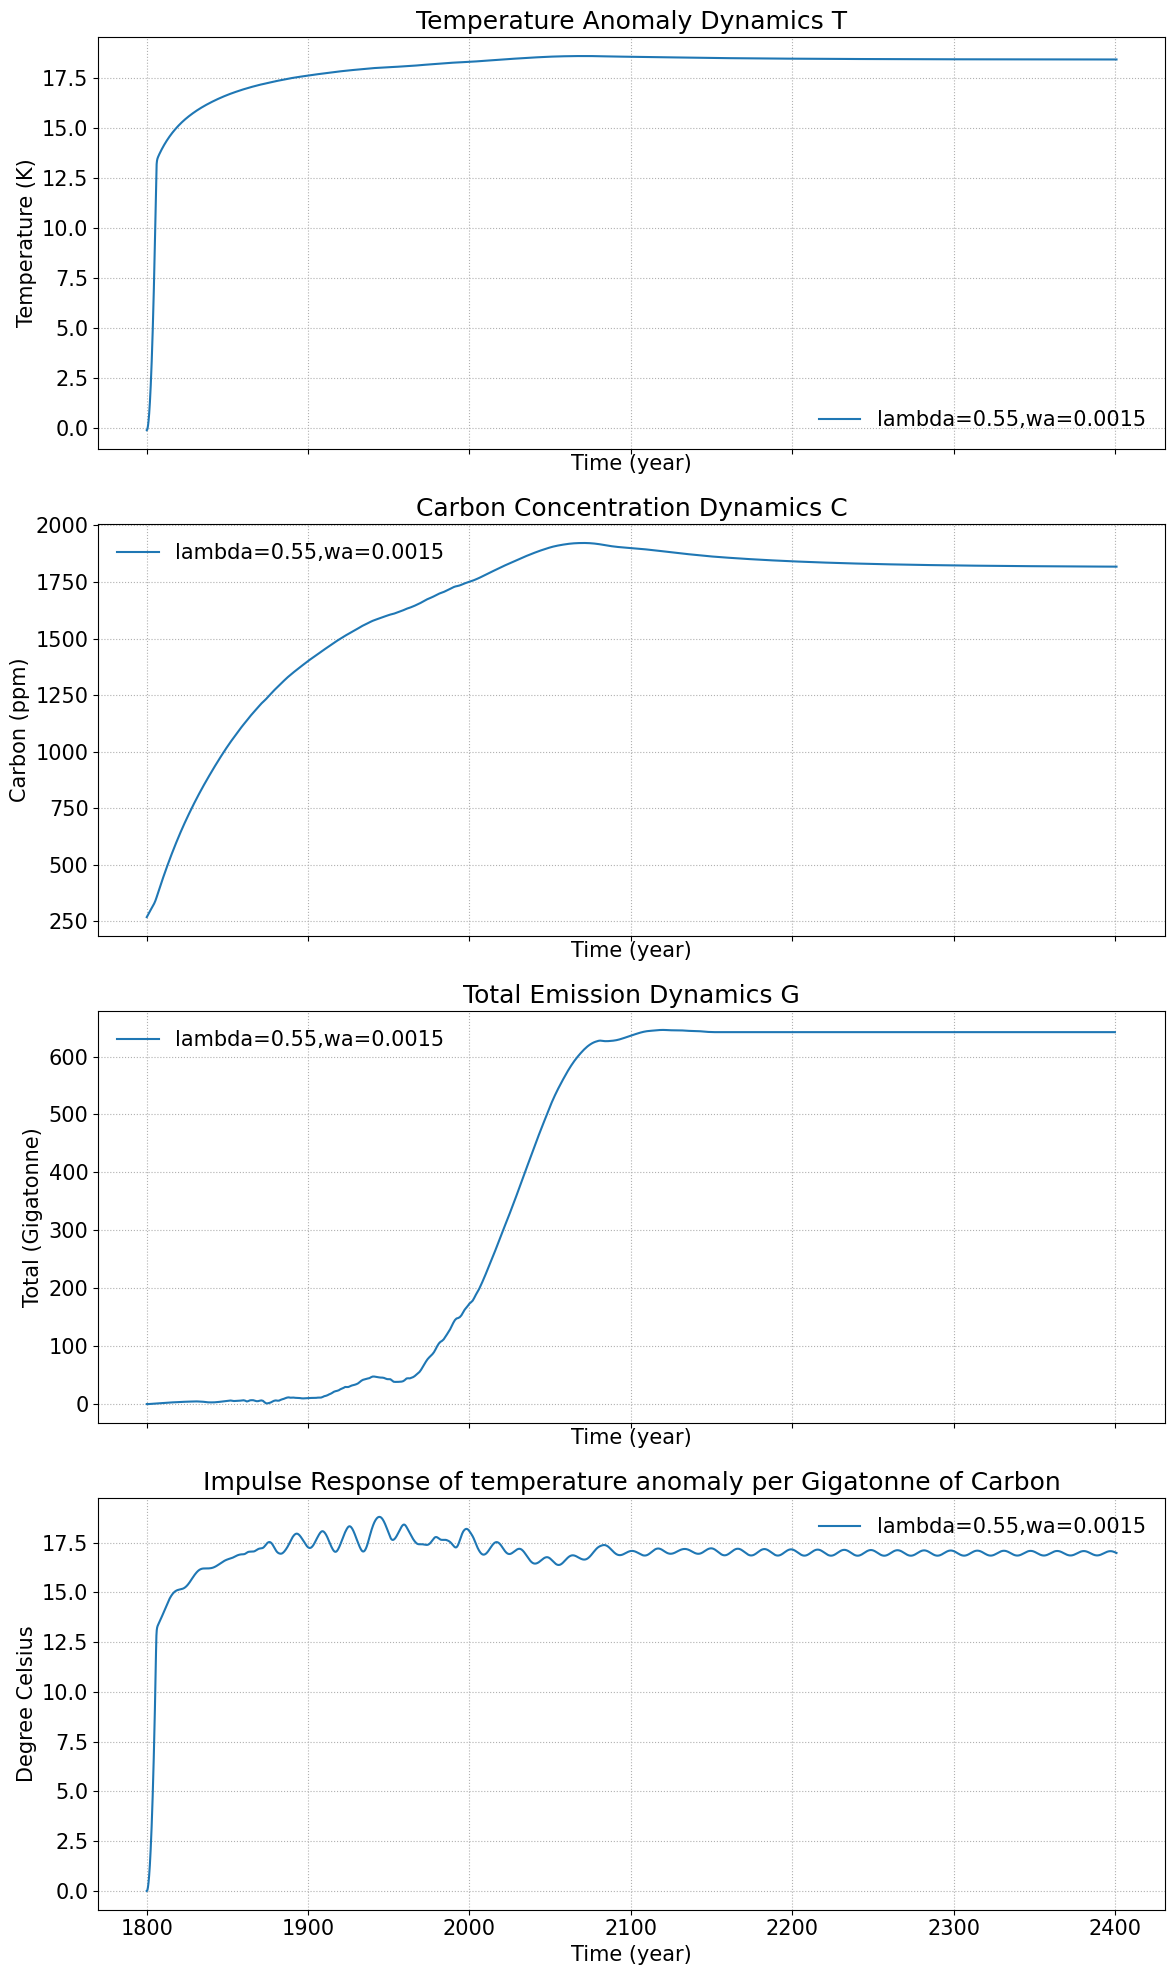 Temperature Anomaly Dynamics T
Temperature (K)
17.5
15.0
12.5
10.0
7.5
5.0
2.5
0.0
lambda=0.55,wa=0.0015
Time (year)
Carbon Concentration Dynamics C
Carbon (ppm)
2000
1750
1500
1250
1000
750
500
250
lambda=0.55,wa=0.0015
Time (year)
Total Emission Dynamics G
Total (Gigatonne)
600
500
400
300
200
100
0
lambda=0.55,wa=0.0015
Time (year)
Impulse Response of temperature anomaly per Gigatonne of Carbon
Degree Celsius
17.5
15.0
12.5
10.0
7.5
5.0
2.5
0.0
lambda=0.55,wa=0.0015
1800 1900 2000 2100 2200 2300 2400
Time (year)